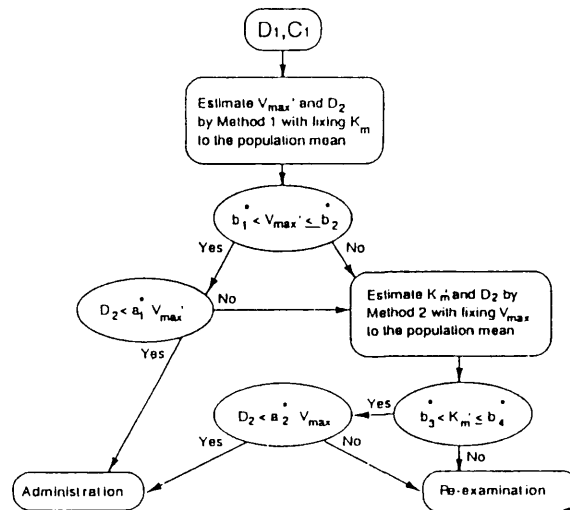 D1,C1
Estimate Vmax' and D2
by Method 1 with fixing Km
to the population mean
b1* < Vmax' ≤ b2*
Yes
No
D2 < a1* Vmax'
No
Estimate Km' and D2 by
Method 2 with fixing Vmax
to the population mean
Yes
D2 < a2* Vmax
Yes
b3* < Km' ≤ b4*
Yes
No
No
Administration
Re-examination